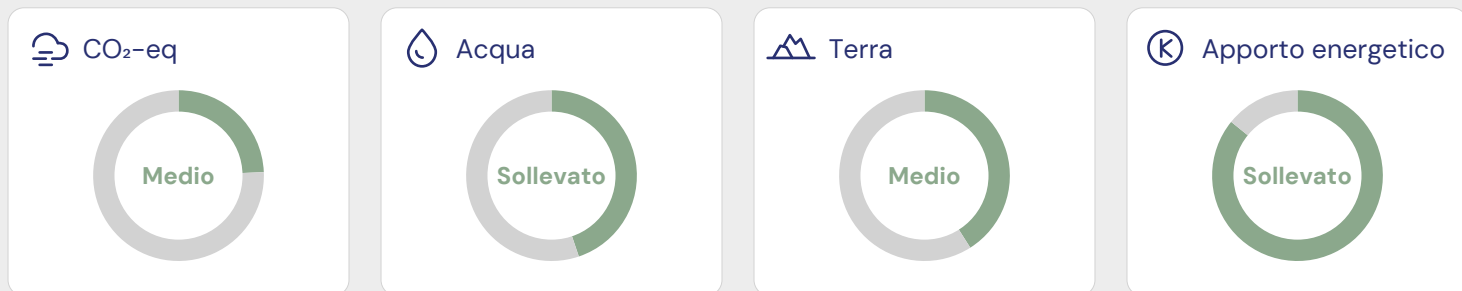 CO₂-eq
Medio
Acqua
Sollevato
Terra
Medio
Apporto energetico
Sollevato